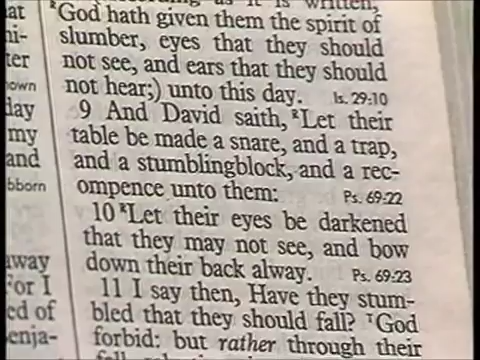 at
ni-
ter
own
day
my
and
bborn
away
For I
ed of
enja-
as it is written,
God hath given them the spirit of
slumber, eyes that they should
not see, and ears that they should
not hear;) unto this day. Is. 29:10
9 And David saith, Let their
table be made a snare, and a trap,
and a stumblingblock, and a rec-
ompence unto them: Ps. 69:22
10 Let their eyes be darkened
that they may not see, and bow
down their back alway. Ps. 69:23
11 I say then, Have they stum-
bled that they should fall? God
forbid: but rather through their